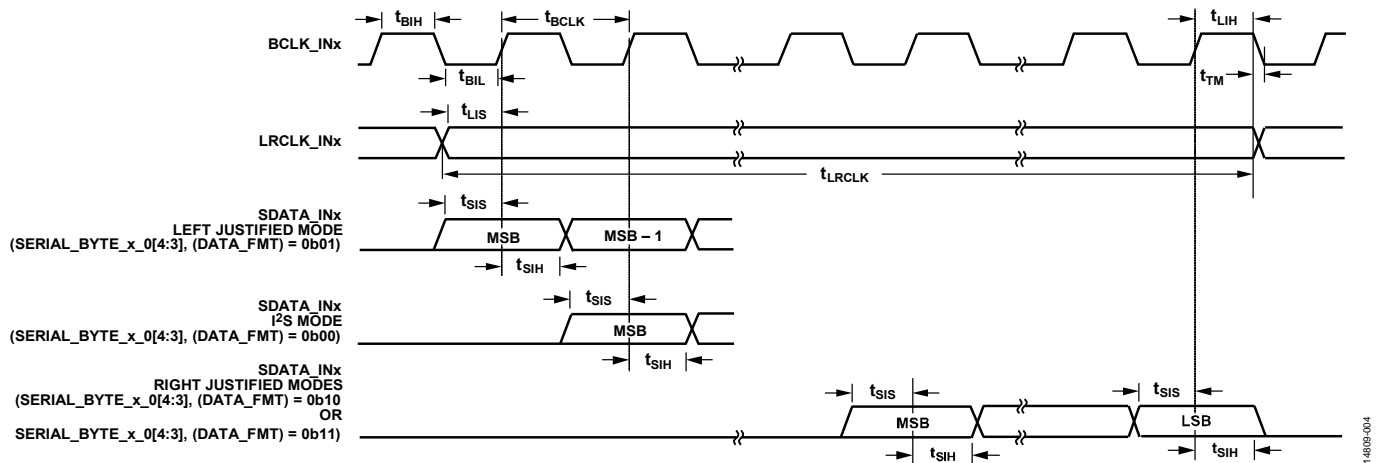 tBIH
tBCLK
tLIH
BCLK_INx
tBIL
tTM
tLIS
LRCLK_INx
tLRCLK
tSIS
SDATA_INx
LEFT JUSTIFIED MODE
(SERIAL_BYTE_x_0[4:3], (DATA_FMT) = 0b01)
MSB
MSB – 1
tSIH
SDATA_INx
I2S MODE
(SERIAL_BYTE_x_0[4:3], (DATA_FMT) = 0b00)
tSIS
MSB
tSIH
SDATA_INx
RIGHT JUSTIFIED MODES
(SERIAL_BYTE_x_0[4:3], (DATA_FMT) = 0b10
OR
SERIAL_BYTE_x_0[4:3], (DATA_FMT) = 0b11)
tSIS
tSIS
MSB
LSB
tSIH
tSIH
14809-004